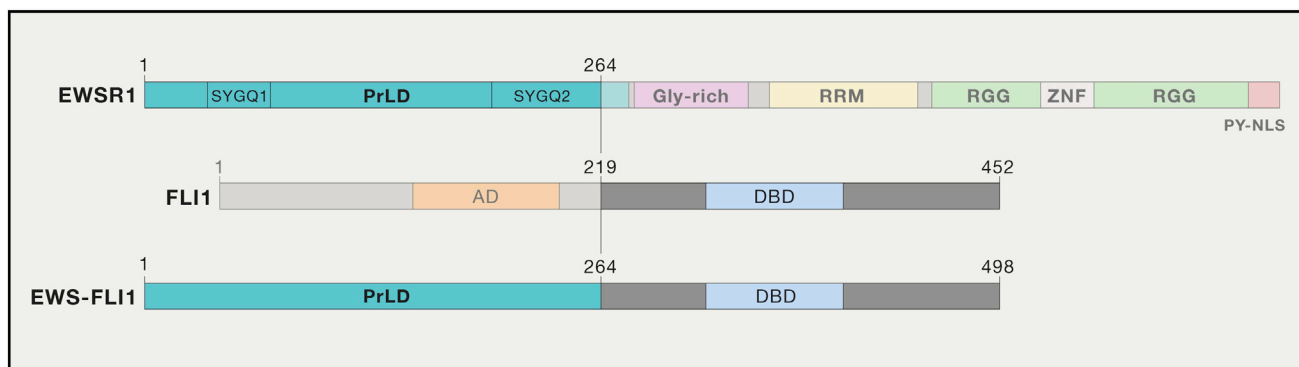 1 264
EWSR1 SYGQ1 PrLD SYGQ2 Gly-rich RRM RGG ZNF RGG
PY-NLS
1 219 452
FLI1 AD DBD
1 264 498
EWS-FLI1 PrLD DBD